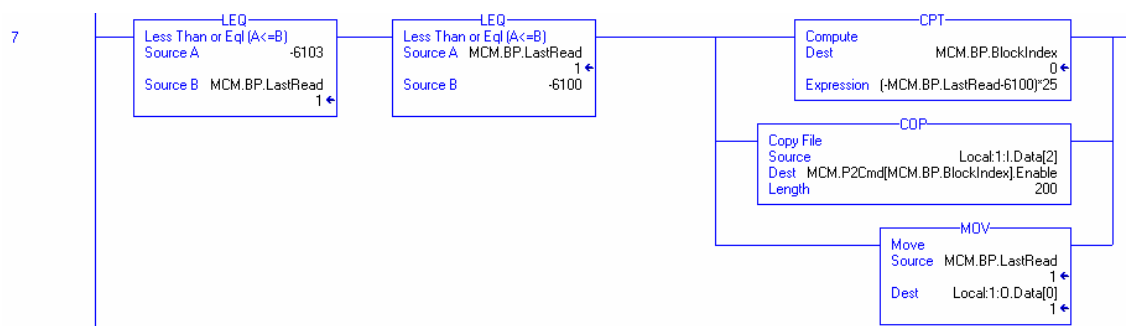 7
LEQ
Less Than or Eql (A<=B)
Source A -6103
Source B MCM.BP.LastRead
1
LEQ
Less Than or Eql (A<=B)
Source A MCM.BP.LastRead
1
Source B -6100
CPT
Compute
Dest MCM.BP.BlockIndex
0
Expression (-MCM.BP.LastRead-6100)*25
COP
Copy File
Source Local:1:I.Data[2]
Dest MCM.P2Cmd[MCM.BP.BlockIndex].Enable
Length 200
MOV
Move
Source MCM.BP.LastRead
1
Dest Local:1:O.Data[0]
1